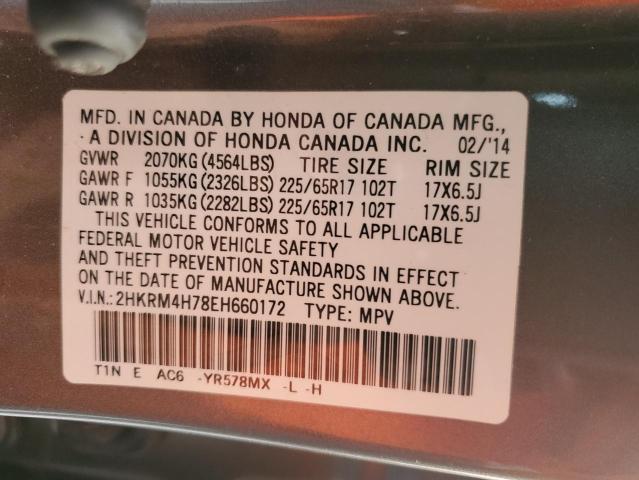 MFD. IN CANADA BY HONDA OF CANADA MFG.,
·A DIVISION OF HONDA CANADA INC. 02/'14
GVWR 2070KG(4564LBS) TIRE SIZE RIM SIZE
GAWR F 1055KG(2326LBS) 225/65R17 102T 17X6.5J
GAWR R 1035KG(2282LBS) 225/65R17 102T 17X6.5J
THIS VEHICLE CONFORMS TO ALL APPLICABLE
FEDERAL MOTOR VEHICLE SAFETY
AND THEFT PREVENTION STANDARDS IN EFFECT
ON THE DATE OF MANUFACTURE SHOWN ABOVE.
V.I.N.:2HKRM4H78EH660172 TYPE: MPV
T1N E AC6 -YR578MX -L -H